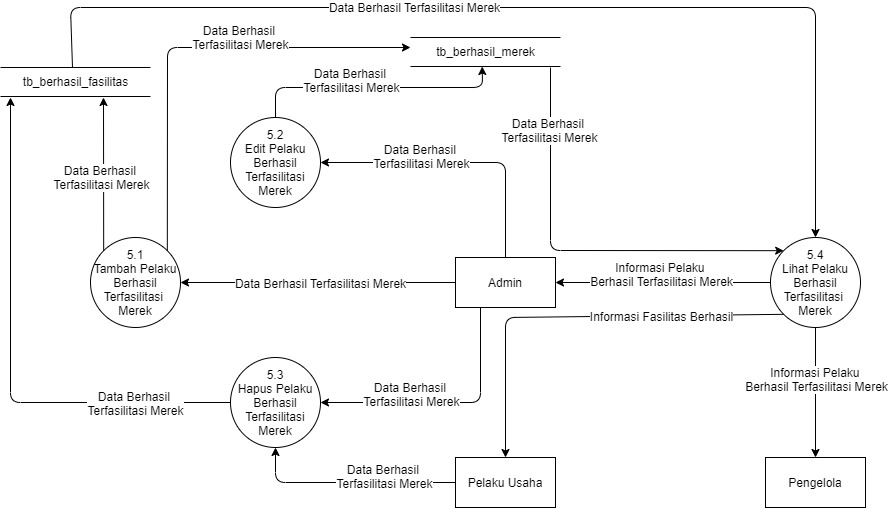 Data Berhasil Terfasilitasi Merek
Data Berhasil
Terfasilitasi Merek
tb_berhasil_merek
tb_berhasil_fasilitas
Data Berhasil
Terfasilitasi Merek
5.2
Edit Pelaku
Berhasil
Terfasilitasi
Merek
Data Berhasil
Terfasilitasi Merek
Data Berhasil
Terfasilitasi Merek
Data Berhasil
Terfasilitasi Merek
5.1
Tambah Pelaku
Berhasil
Terfasilitasi
Merek
Data Berhasil Terfasilitasi Merek
Admin
Informasi Pelaku
Berhasil Terfasilitasi Merek
5.4
Lihat Pelaku
Berhasil
Terfasilitasi
Merek
Informasi Fasilitas Berhasil
5.3
Hapus Pelaku
Berhasil
Terfasilitasi
Merek
Data Berhasil
Terfasilitasi Merek
Data Berhasil
Terfasilitasi Merek
Informasi Pelaku
Berhasil Terfasilitasi Merek
Data Berhasil
Terfasilitasi Merek
Pelaku Usaha
Pengelola